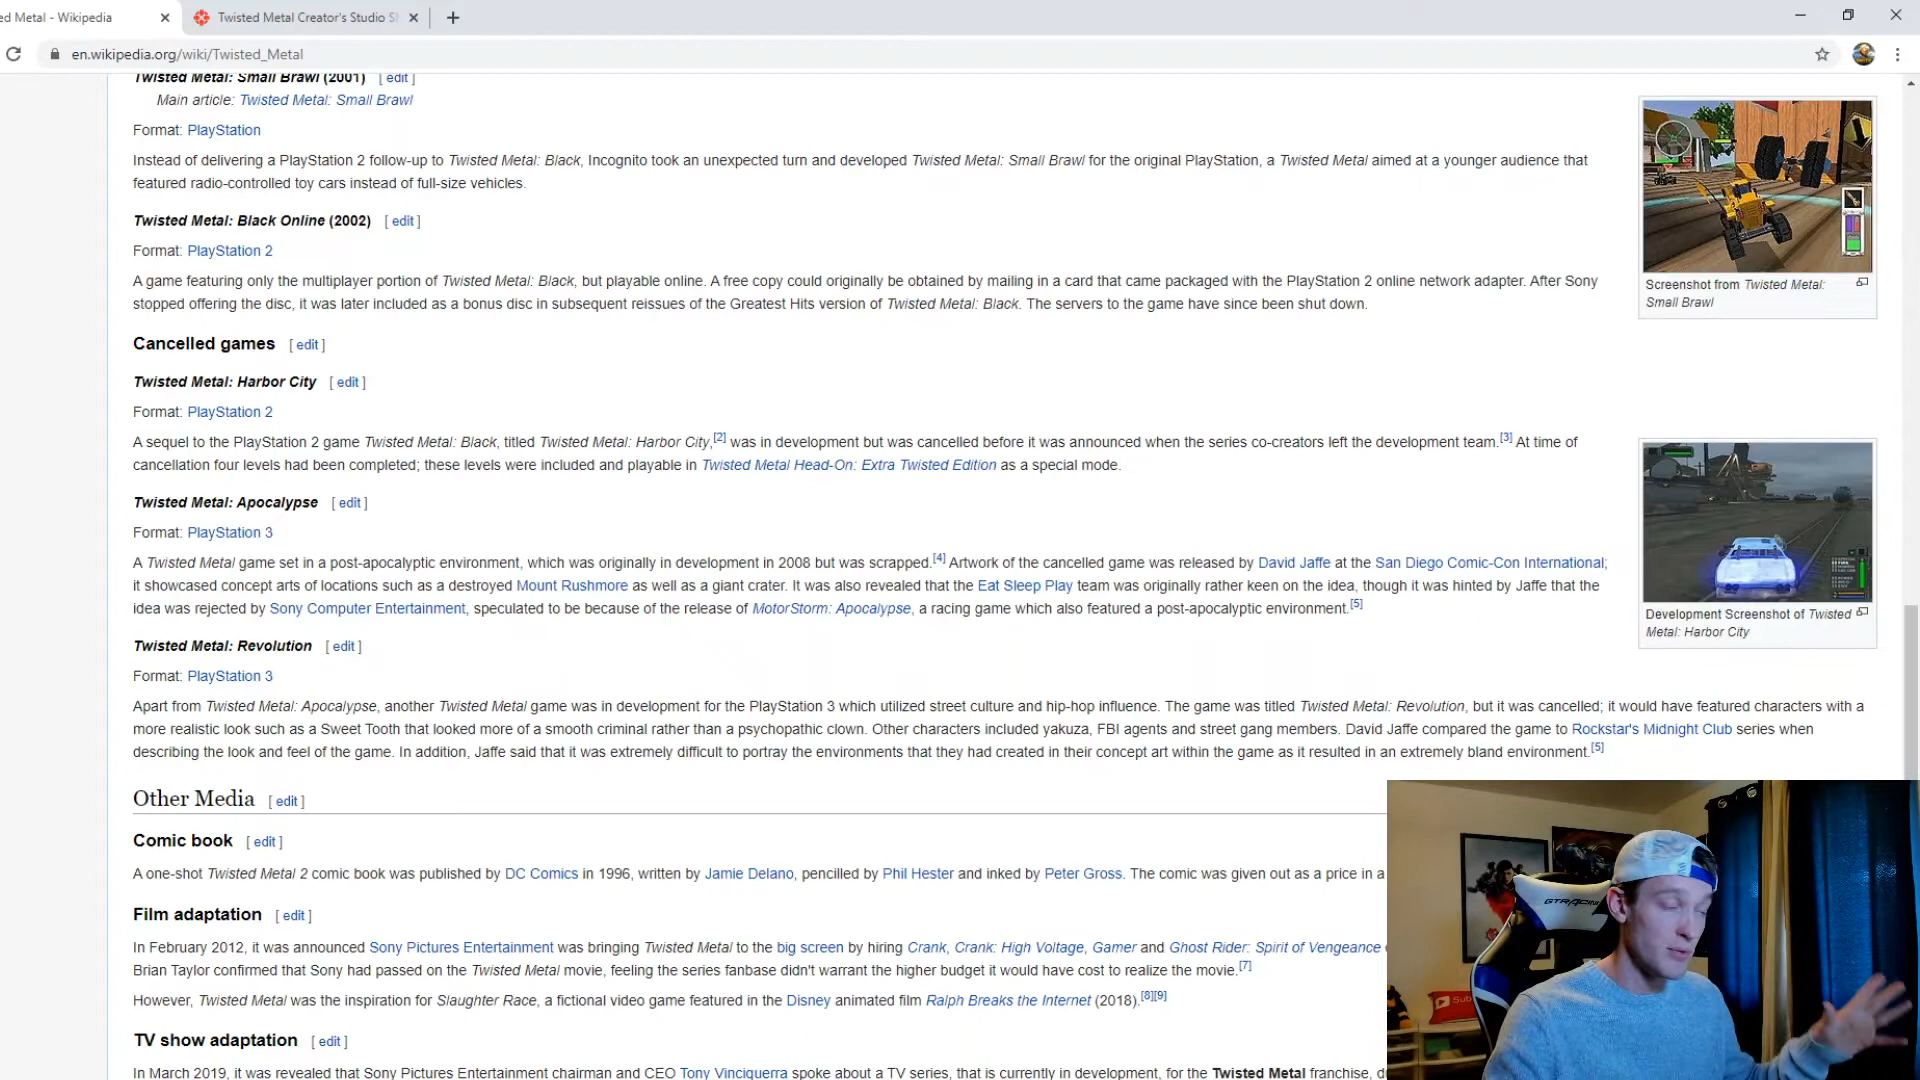 ed Metal - Wikipedia
Twisted Metal Creator's Studio S
en.wikipedia.org/wiki/Twisted_Metal
Twisted Metal: Small Brawl (2001) [ edit ]
Main article: Twisted Metal: Small Brawl
Format: PlayStation
Instead of delivering a PlayStation 2 follow-up to Twisted Metal: Black, Incognito took an unexpected turn and developed Twisted Metal: Small Brawl for the original PlayStation, a Twisted Metal aimed at a younger audience that
featured radio-controlled toy cars instead of full-size vehicles.
Screenshot from Twisted Metal:
Small Brawl
Twisted Metal: Black Online (2002) [ edit ]
Format: PlayStation 2
A game featuring only the multiplayer portion of Twisted Metal: Black, but playable online. A free copy could originally be obtained by mailing in a card that came packaged with the PlayStation 2 online network adapter. After Sony
stopped offering the disc, it was later included as a bonus disc in subsequent reissues of the Greatest Hits version of Twisted Metal: Black. The servers to the game have since been shut down.
Cancelled games [ edit ]
Twisted Metal: Harbor City [ edit ]
Format: PlayStation 2
A sequel to the PlayStation 2 game Twisted Metal: Black, titled Twisted Metal: Harbor City,[2] was in development but was cancelled before it was announced when the series co-creators left the development team.[3] At time of
cancellation four levels had been completed; these levels were included and playable in Twisted Metal Head-On: Extra Twisted Edition as a special mode.
Development Screenshot of Twisted
Metal: Harbor City
Twisted Metal: Apocalypse [ edit ]
Format: PlayStation 3
A Twisted Metal game set in a post-apocalyptic environment, which was originally in development in 2008 but was scrapped.[4] Artwork of the cancelled game was released by David Jaffe at the San Diego Comic-Con International;
it showcased concept arts of locations such as a destroyed Mount Rushmore as well as a giant crater. It was also revealed that the Eat Sleep Play team was originally rather keen on the idea, though it was hinted by Jaffe that the
idea was rejected by Sony Computer Entertainment, speculated to be because of the release of MotorStorm: Apocalypse, a racing game which also featured a post-apocalyptic environment.[5]
Twisted Metal: Revolution [ edit ]
Format: PlayStation 3
Apart from Twisted Metal: Apocalypse, another Twisted Metal game was in development for the PlayStation 3 which utilized street culture and hip-hop influence. The game was titled Twisted Metal: Revolution, but it was cancelled; it would have featured characters with a
more realistic look such as a Sweet Tooth that looked more of a smooth criminal rather than a psychopathic clown. Other characters included yakuza, FBI agents and street gang members. David Jaffe compared the game to Rockstar's Midnight Club series when
describing the look and feel of the game. In addition, Jaffe said that it was extremely difficult to portray the environments that they had created in their concept art within the game as it resulted in an extremely bland environment.[5]
Other Media [ edit ]
Comic book [ edit ]
A one-shot Twisted Metal 2 comic book was published by DC Comics in 1996, written by Jamie Delano, pencilled by Phil Hester and inked by Peter Gross. The comic was given out as a price in a
Film adaptation [ edit ]
In February 2012, it was announced Sony Pictures Entertainment was bringing Twisted Metal to the big screen by hiring Crank, Crank: High Voltage, Gamer and Ghost Rider: Spirit of Vengeance
Brian Taylor confirmed that Sony had passed on the Twisted Metal movie, feeling the series fanbase didn't warrant the higher budget it would have cost to realize the movie.[7]
However, Twisted Metal was the inspiration for Slaughter Race, a fictional video game featured in the Disney animated film Ralph Breaks the Internet (2018).[8][9]
TV show adaptation [ edit ]
In March 2019, it was revealed that Sony Pictures Entertainment chairman and CEO Tony Vinciquerra spoke about a TV series, that is currently in development, for the Twisted Metal franchise, d
GTRACIN
Sub